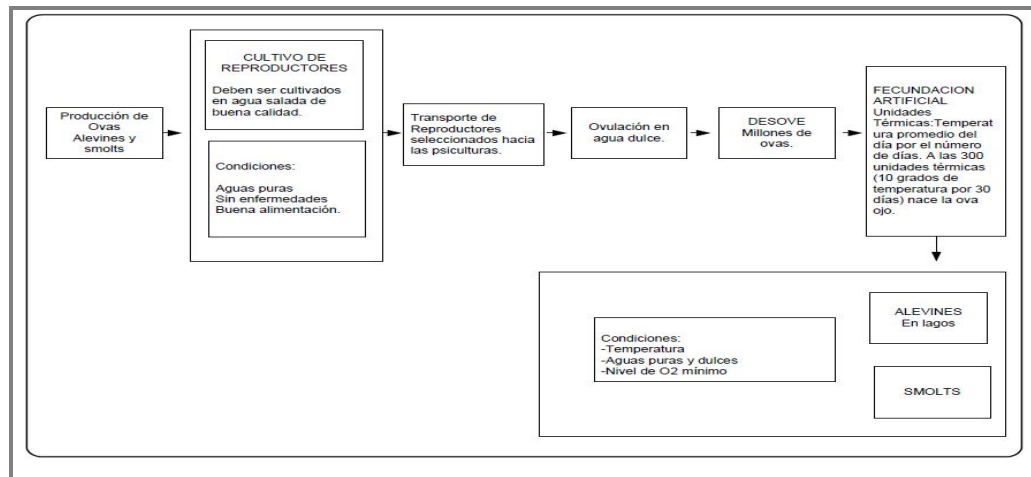 Producción de
Ovas
Alevines y
smolts
CULTIVO DE
REPRODUCTORES
Deben ser cultivados
en agua salada de
buena calidad.
Condiciones:
Aguas puras
Sin enfermedades
Buena alimentación.
Transporte de
Reproductores
seleccionados hacia
las psiculturas.
Ovulación en
agua dulce.
DESOVE
Millones de
ovas.
FECUNDACION
ARTIFICIAL
Unidades
Térmicas:Temperat
ura promedio del
día por el número
de días. A las 300
unidades térmicas
(10 grados de
temperatura por 30
días) nace la ova
ojo.
Condiciones:
-Temperatura
-Aguas puras y dulces
-Nivel de O2 mínimo
ALEVINES
En lagos
SMOLTS